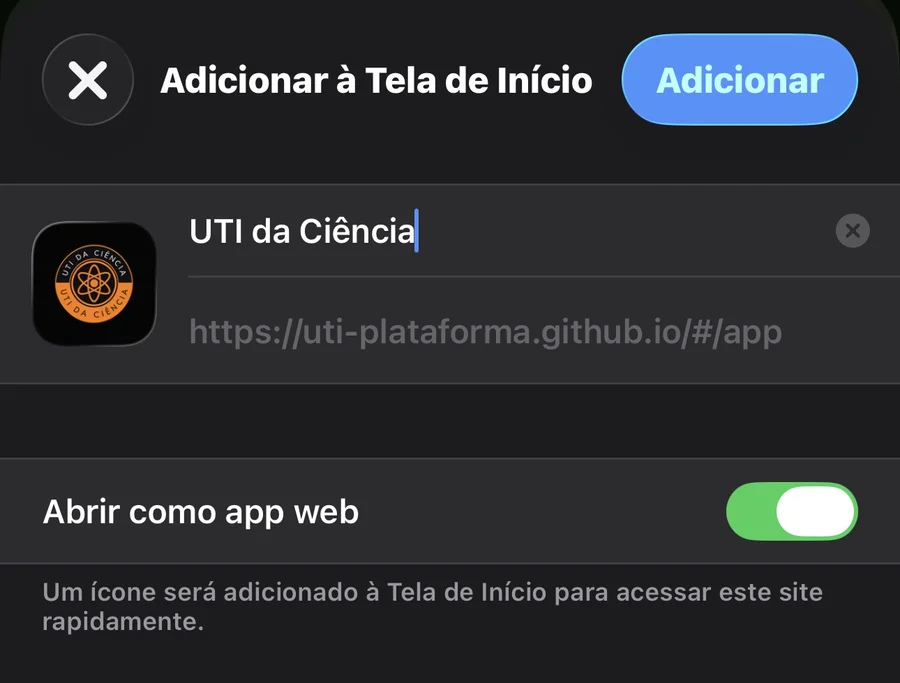 Adicionar à Tela de Início
Adicionar
UTI da Ciência
UTI DA CIÊNCIA
UTI DA CIÊNCIA
https://uti-plataforma.github.io/#/app
Abrir como app web
Um ícone será adicionado à Tela de Início para acessar este site
rapidamente.